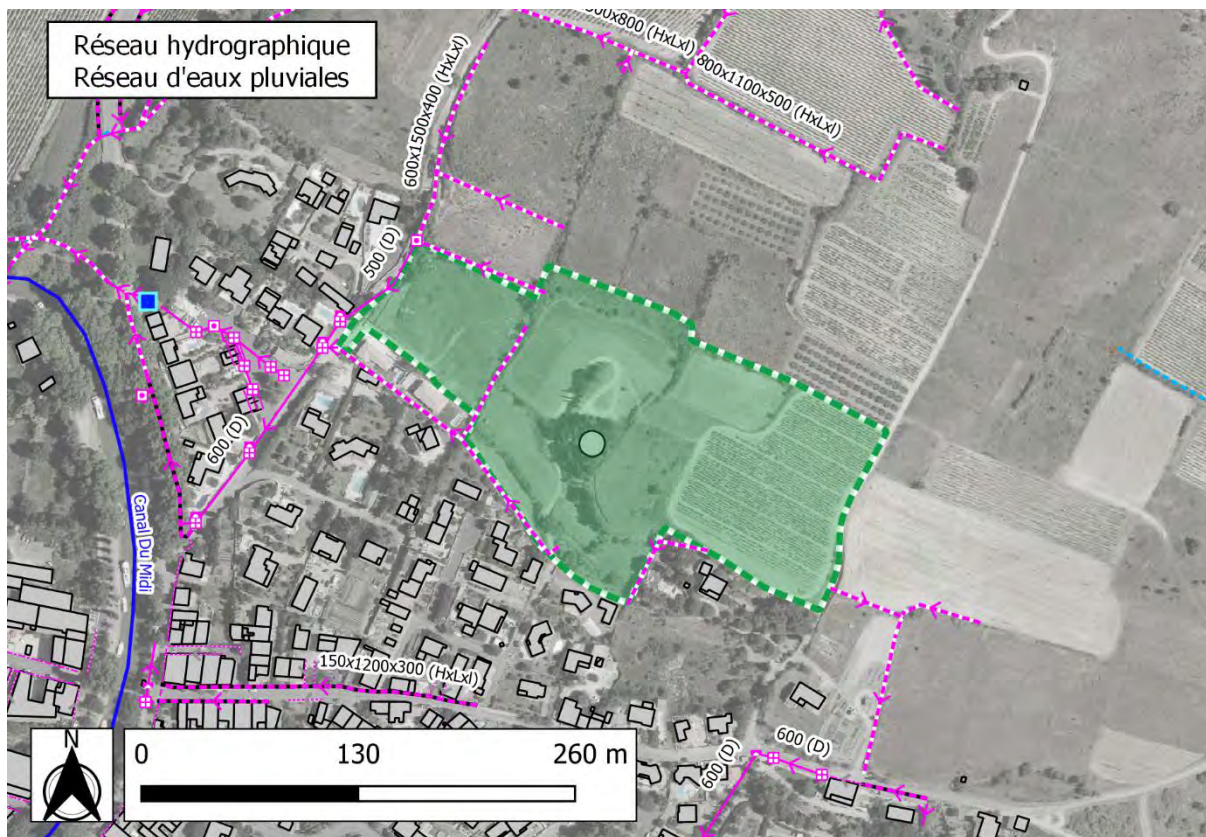 Réseau hydrographique
Réseau d'eaux pluviales
800x1100x500 (HxLxl)
600x1500x400 (HxLxl)
500 (D)
600 (D)
Canal Du Midi
150x1200x300 (HxLxl)
600 (D)
600 (D)
N
0 130 260 m